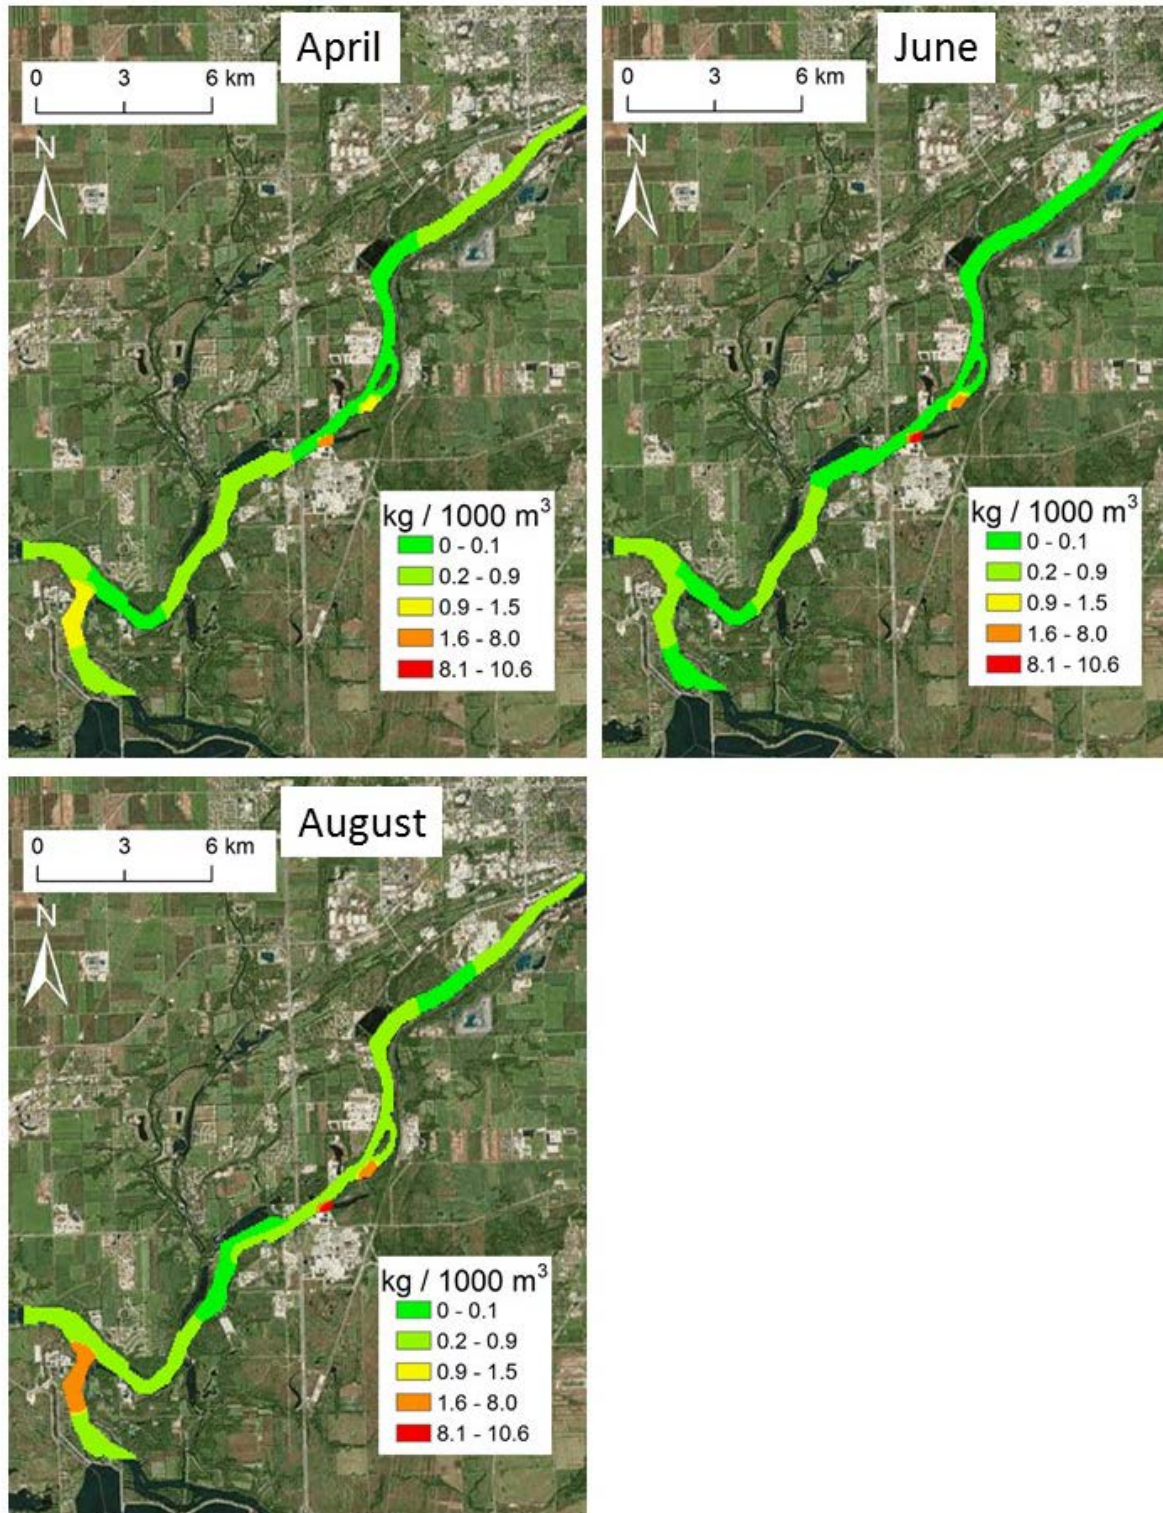 April
0 3 6 km
N
kg / 1000 m³
0 - 0.1
0.2 - 0.9
0.9 - 1.5
1.6 - 8.0
8.1 - 10.6
June
0 3 6 km
N
kg / 1000 m³
0 - 0.1
0.2 - 0.9
0.9 - 1.5
1.6 - 8.0
8.1 - 10.6
August
0 3 6 km
N
kg / 1000 m³
0 - 0.1
0.2 - 0.9
0.9 - 1.5
1.6 - 8.0
8.1 - 10.6